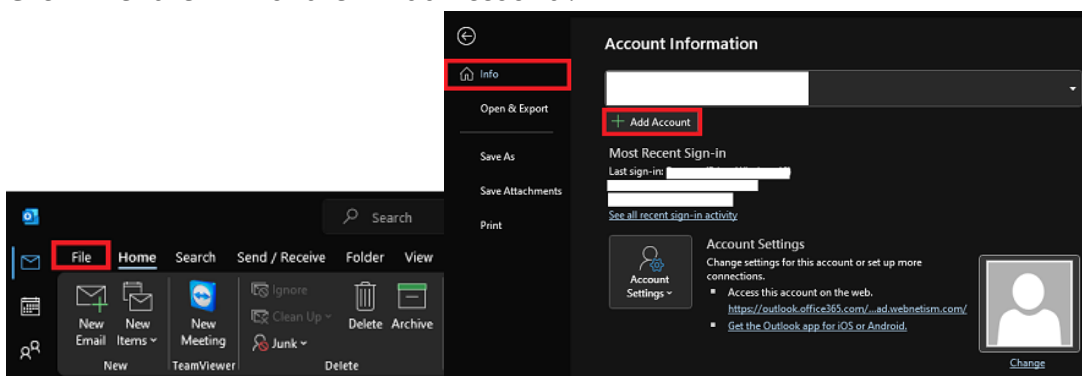 Search
File Home Search Send / Receive Folder View
New Email
New Items
New Meeting
Ignore
Clean Up
Junk
Delete
Archive
New
TeamViewer
Delete
Info
Open & Export
Save As
Save Attachments
Print
Account Information
+ Add Account
Most Recent Sign-in
Last sign-in:
See all recent sign-in activity
Account Settings
Account Settings
Change settings for this account or set up more
connections.
■ Access this account on the web.
https://outlook.office365.com/...ad.webnetism.com/
■ Get the Outlook app for iOS or Android.
Change